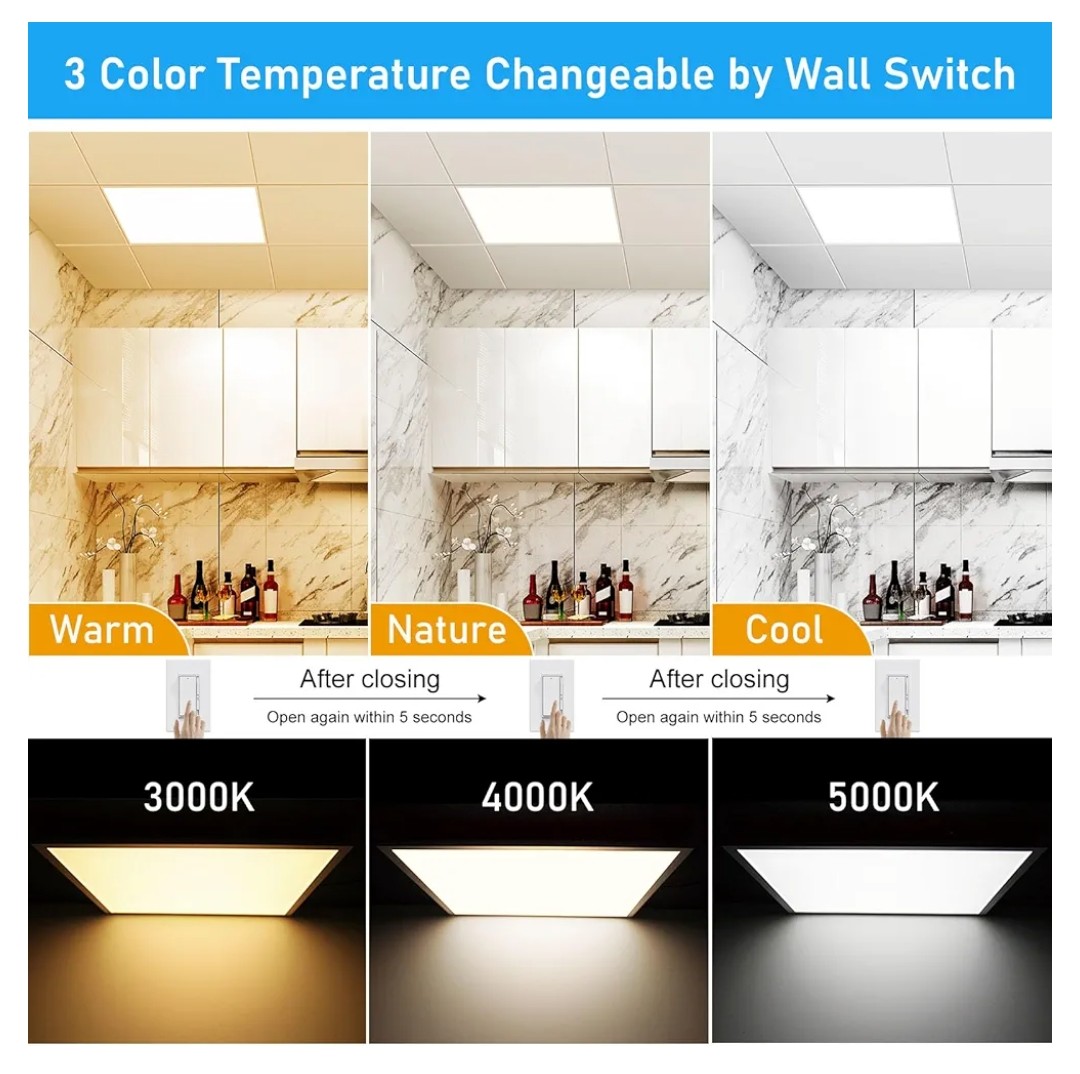 3 Color Temperature Changeable by Wall Switch
Warm
Nature
Cool
After closing
Open again within 5 seconds
After closing
Open again within 5 seconds
3000K
4000K
5000K